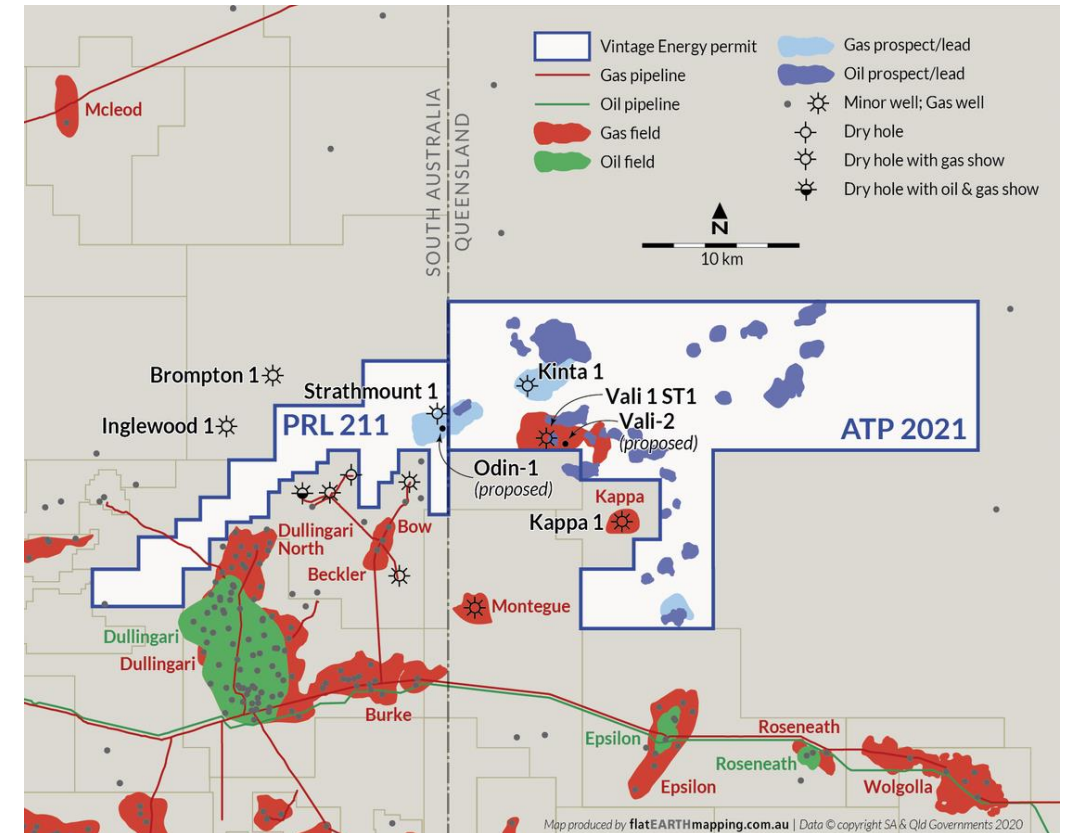 Vintage Energy permit
Gas pipeline
Oil pipeline
Gas field
Oil field
Gas prospect/lead
Oil prospect/lead
Minor well; Gas well
Dry hole
Dry hole with gas show
Dry hole with oil & gas show
N
10 km
SOUTH AUSTRALIA
QUEENSLAND
Mcleod
Brompton 1
Strathmount 1
Kinta 1
Inglewood 1
PRL 211
Vali 1 ST1
Vali-2
(proposed)
ATP 2021
Odin-1
(proposed)
Kappa
Kappa 1
Dullingari
North
Bow
Beckler
Montegue
Dullingari
Dullingari
Burke
Epsilon
Epsilon
Roseneath
Roseneath
Wolgolla
Map produced by flatEARTHmapping.com.au | Data © copyright SA & Qld Governments 2020